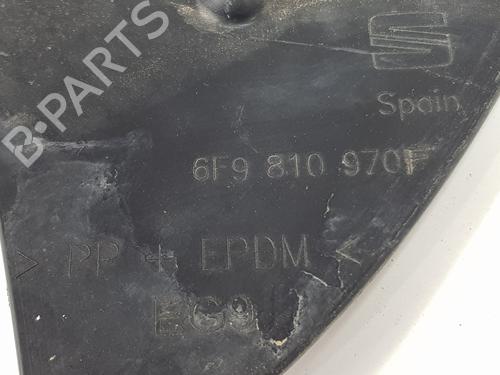 B-PARTS
Spain
6F9 810 970F
> PP + EPDM <
EG9